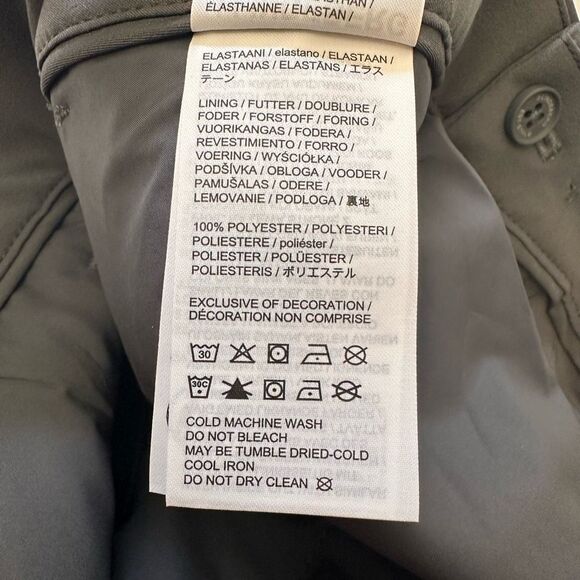 ÉLASTHANNE / ELASTAN /
ELASTAANI / elastano / ELASTAAN /
ELASTANAS / ELASTĀNS / エラス
テーン
LINING / FUTTER / DOUBLURE /
FODER / FORSTOFF / FORING /
VUORIKANGAS / FODERA /
REVESTIMENTO / FORRO /
VOERING / WYŚCIÓŁKA /
PODŠÍVKA / OBLOGA / VOODER /
PAMUŠALAS / ODERE /
LEMOVANIE / PODLOGA / 裏地
100% POLYESTER / POLYESTERI /
POLIESTERE / poliéster /
POLIESTER / POLÜESTER /
POLIESTERIS / ポリエステル
EXCLUSIVE OF DECORATION /
DÉCORATION NON COMPRISE
30
30C
COLD MACHINE WASH
DO NOT BLEACH
MAY BE TUMBLE DRIED-COLD
COOL IRON
DO NOT DRY CLEAN